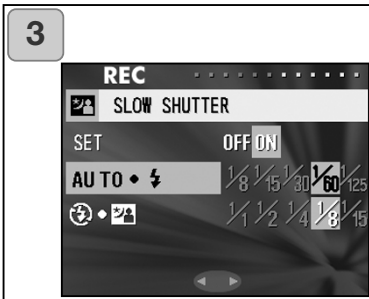 3
REC
SLOW SHUTTER
SET OFF ON
AUTO • 1/8 1/15 1/30 1/60 1/125
• 1/1 1/2 1/4 1/8 1/15